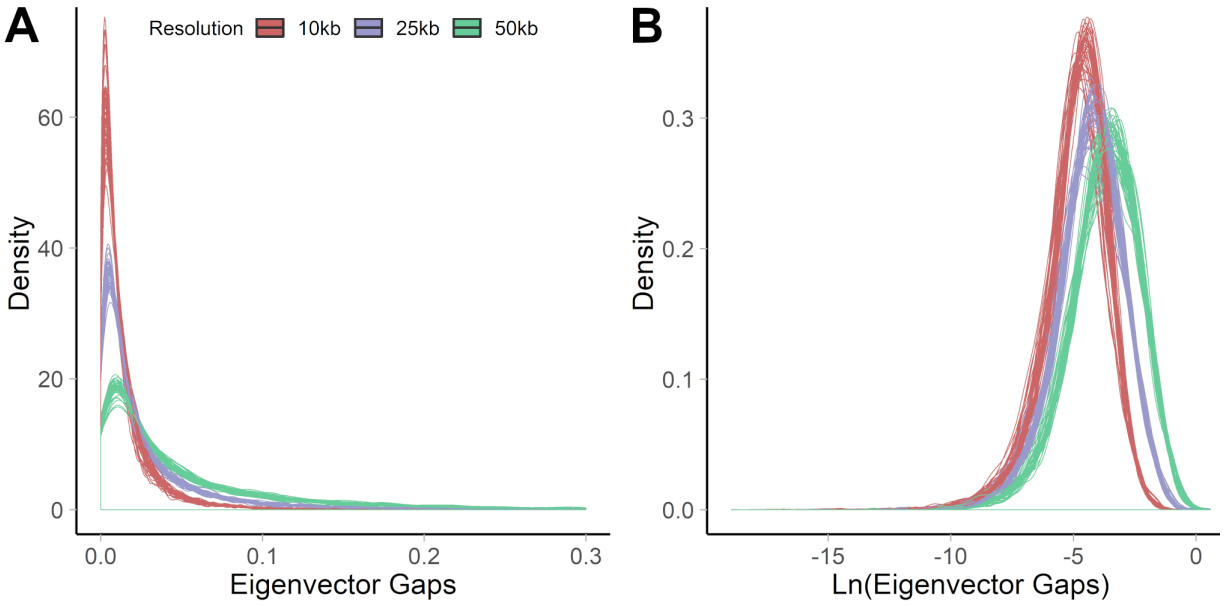 A
Resolution 10kb 25kb 50kb
Density
60
40
20
0
0.0 0.1 0.2 0.3
Eigenvector Gaps
B
Density
0.3
0.2
0.1
0.0
-15 -10 -5 0
Ln(Eigenvector Gaps)